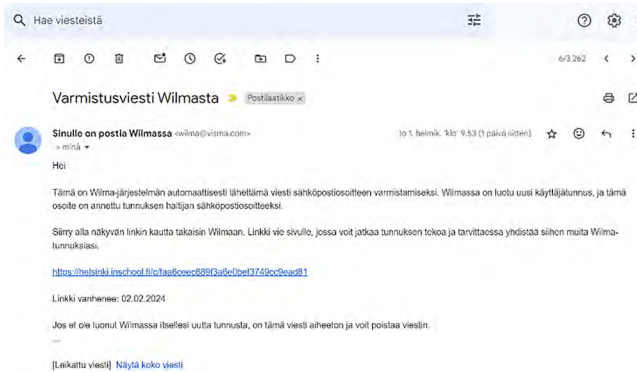 Hae viesteistä
6/3 262
Varmistusviesti Wilmasta Postilaatikko ×
Sinulle on postia Wilmassa <wilma@visma.com>
to 1. helmik. 'klo' 9.53 (1 päivä sitten)
> minä
Hei
Tämä on Wilma-järjestelmän automaattisesti lähettämä viesti sähköpostiosoitteen varmistamiseksi. Wilmassa on luotu uusi käyttäjätunnus, ja tämä
osoite on annettu tunnuksen haltijan sähköpostiosoitteeksi.
Siirry alla näkyvän linkin kautta takaisin Wilmaan. Linkki vie sivulle, jossa voit jatkaa tunnuksen tekoa ja tarvittaessa yhdistää siihen muita Wilma-
tunnuksiasi.
https://helsinki.inschool.fi/c/faa6ceec889f3a6e0bef3749cc9ead81
Linkki vanhenee: 02.02.2024
Jos et ole luonut Wilmassa itsellesi uutta tunnusta, on tämä viesti aiheeton ja voit poistaa viestin.
...
[Leikattu viesti] Näytä koko viesti